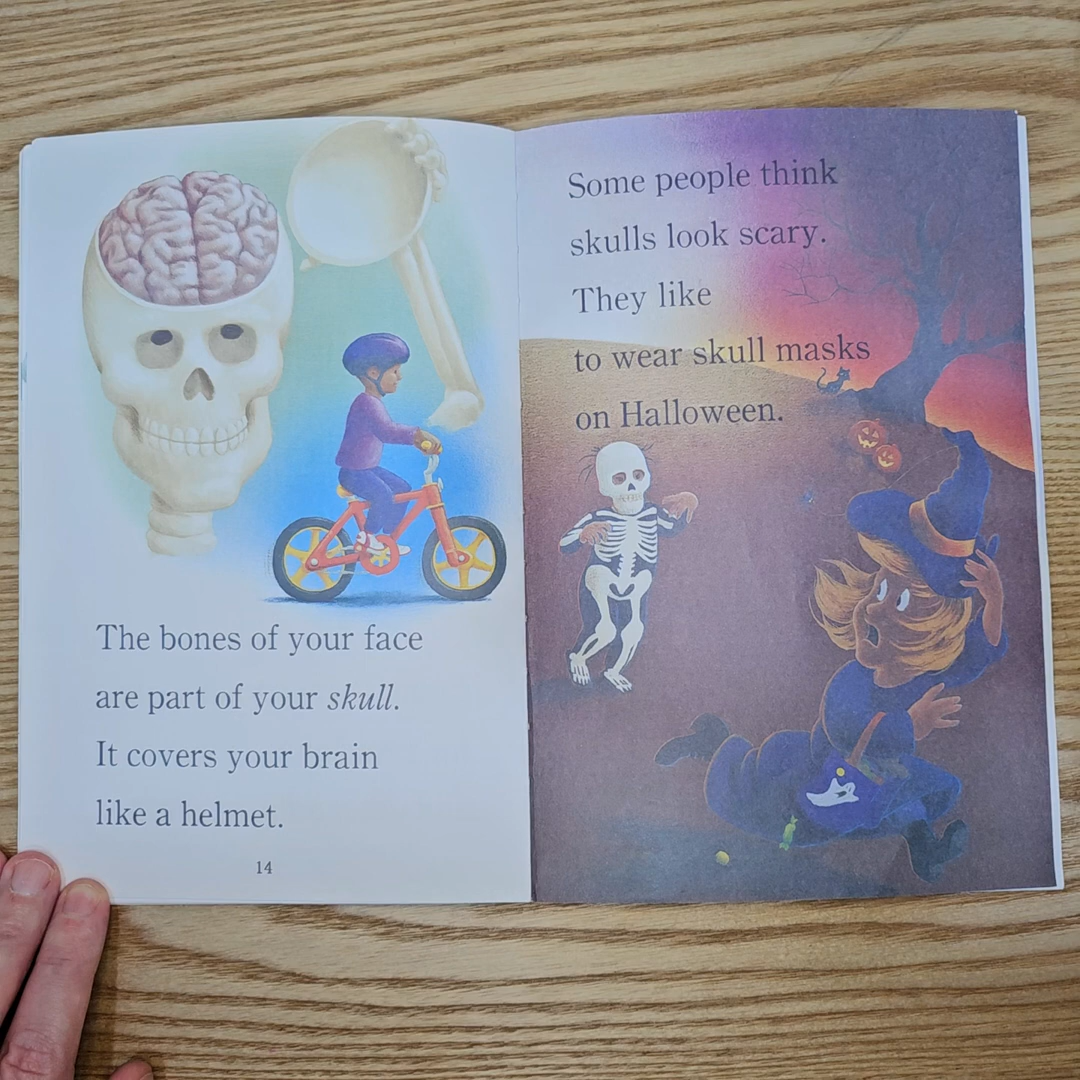 The bones of your face
are part of your skull.
It covers your brain
like a helmet.
14
Some people think
skulls look scary.
They like
to wear skull masks
on Halloween.